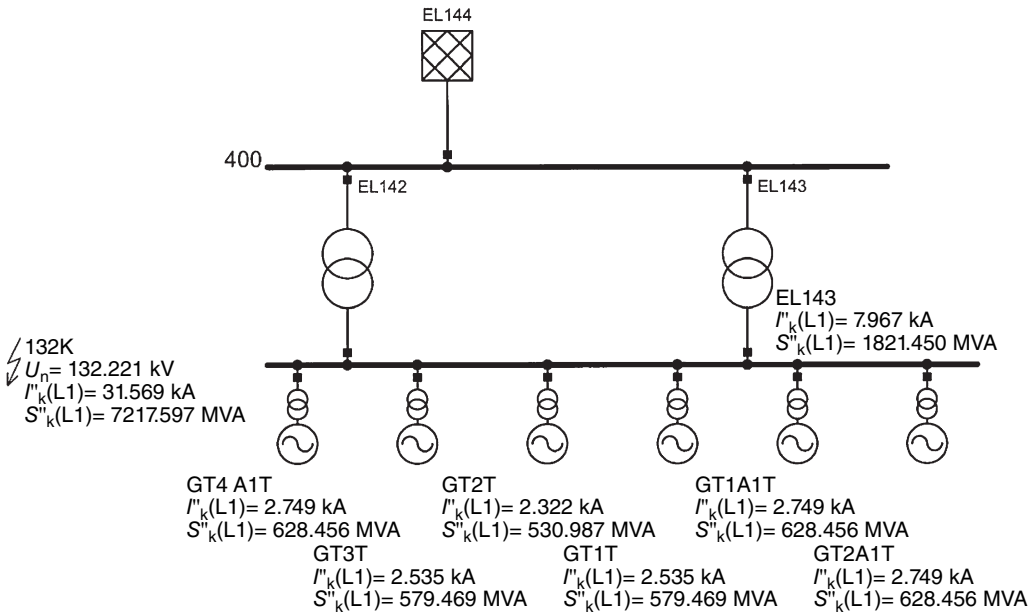 EL144
400
EL142
EL143
EL143
I"k(L1)= 7.967 kA
S"k(L1)= 1821.450 MVA
132K
Un= 132.221 kV
I"k(L1)= 31.569 kA
S"k(L1)= 7217.597 MVA
GT4 A1T
I"k(L1)= 2.749 kA
S"k(L1)= 628.456 MVA
GT2T
I"k(L1)= 2.322 kA
S"k(L1)= 530.987 MVA
GT1A1T
I"k(L1)= 2.749 kA
S"k(L1)= 628.456 MVA
GT3T
I"k(L1)= 2.535 kA
S"k(L1)= 579.469 MVA
GT1T
I"k(L1)= 2.535 kA
S"k(L1)= 579.469 MVA
GT2A1T
I"k(L1)= 2.749 kA
S"k(L1)= 628.456 MVA